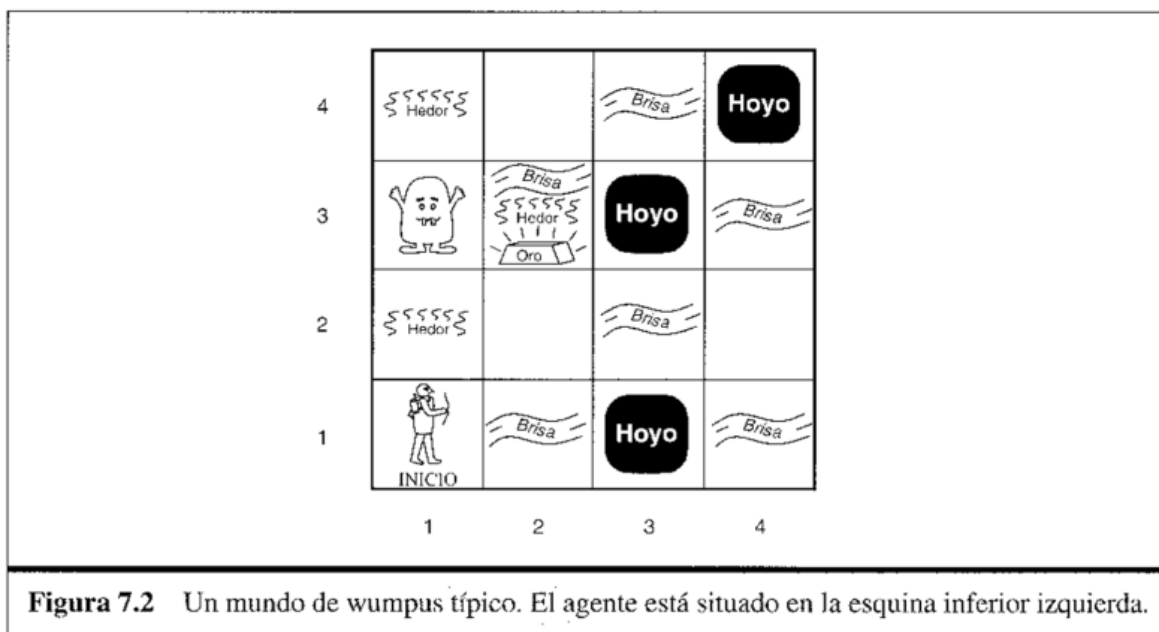 4 Hedor Brisa Hoyo
Brisa
3 Hedor Hoyo Brisa
Oro
2 Hedor Brisa
1 Brisa Hoyo Brisa
INICIO
1 2 3 4
Figura 7.2 Un mundo de wumpus típico. El agente está situado en la esquina inferior izquierda.